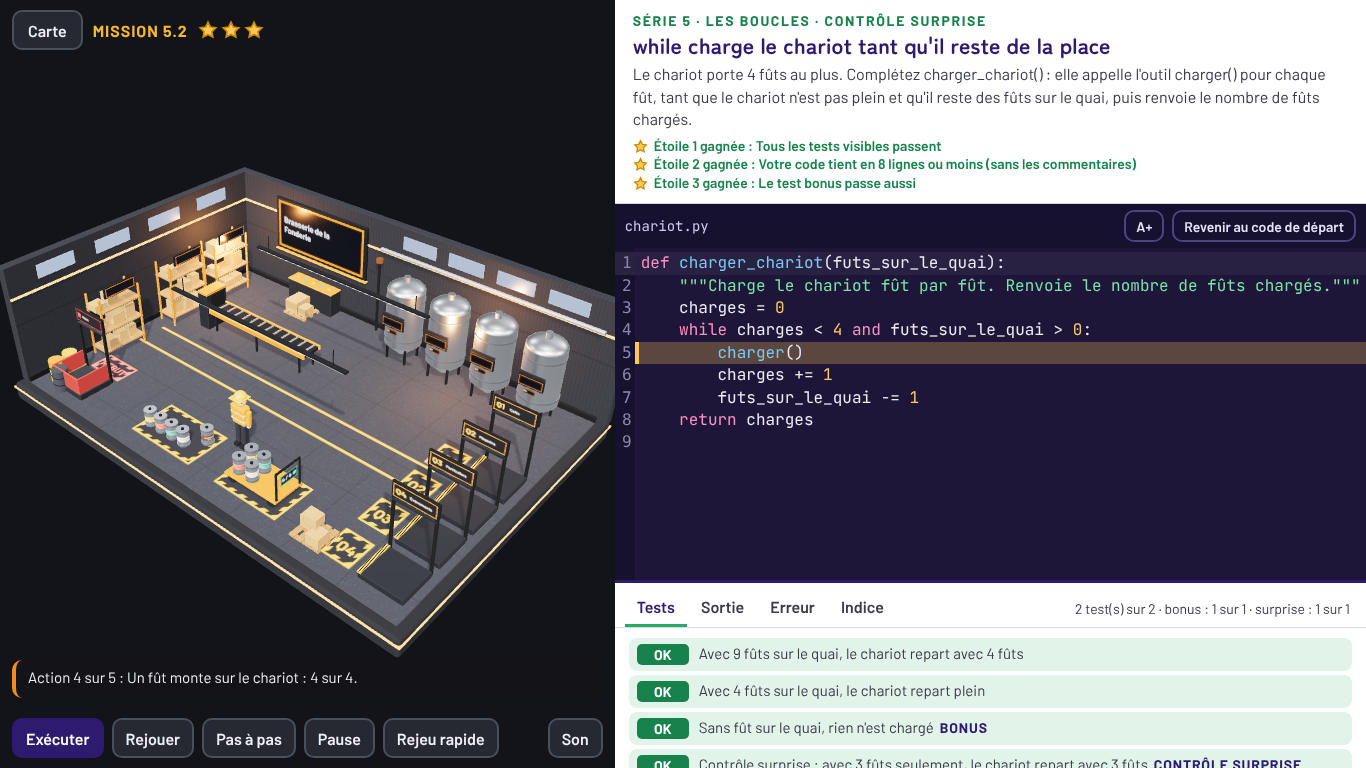 Carte
MISSION 5.2
Brasserie de la
Fonderie
01
02
03
04
02
03
04
Action 4 sur 5 : Un fût monte sur le chariot : 4 sur 4.
Exécuter
Rejouer
Pas à pas
Pause
Rejeu rapide
Son
SÉRIE 5 · LES BOUCLES · CONTRÔLE SURPRISE
while charge le chariot tant qu'il reste de la place
Le chariot porte 4 fûts au plus. Complétez charger_chariot() : elle appelle l'outil charger() pour chaque
fût, tant que le chariot n'est pas plein et qu'il reste des fûts sur le quai, puis renvoie le nombre de fûts
chargés.
Étoile 1 gagnée : Tous les tests visibles passent
Étoile 2 gagnée : Votre code tient en 8 lignes ou moins (sans les commentaires)
Étoile 3 gagnée : Le test bonus passe aussi
chariot.py
A+
Revenir au code de départ
1 def charger_chariot(futs_sur_le_quai):
2     """Charge le chariot fût par fût. Renvoie le nombre de fûts chargés."""
3     charges = 0
4     while charges < 4 and futs_sur_le_quai > 0:
5         charger()
6         charges += 1
7         futs_sur_le_quai -= 1
8     return charges
9
Tests
Sortie
Erreur
Indice
2 test(s) sur 2 · bonus : 1 sur 1 · surprise : 1 sur 1
OK Avec 9 fûts sur le quai, le chariot repart avec 4 fûts
OK Avec 4 fûts sur le quai, le chariot repart plein
OK Sans fût sur le quai, rien n'est chargé BONUS
OK Contrôle surprise : avec 3 fûts seulement, le chariot repart avec 3 fûts CONTRÔLE SURPRISE